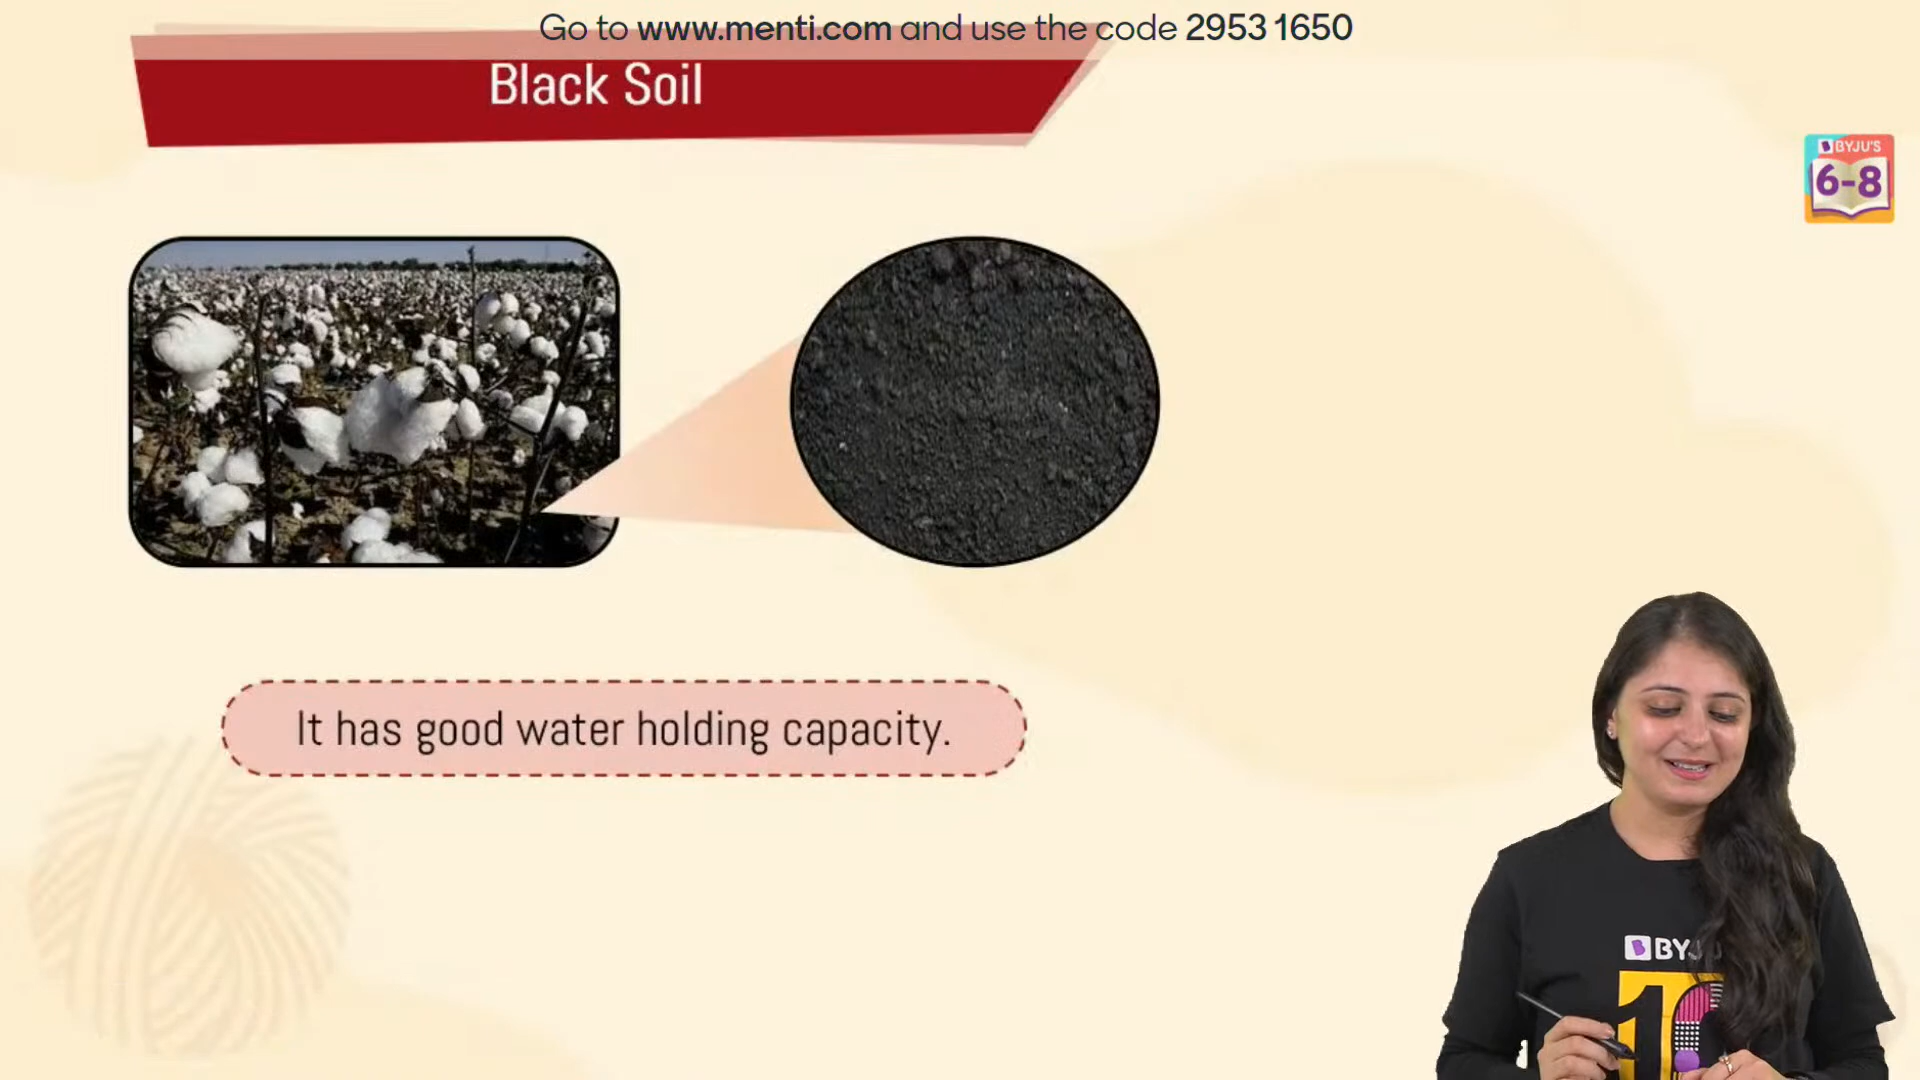 Go to www.menti.com and use the code 2953 1650
Black Soil
BYJU'S
6-8
It has good water holding capacity.
10